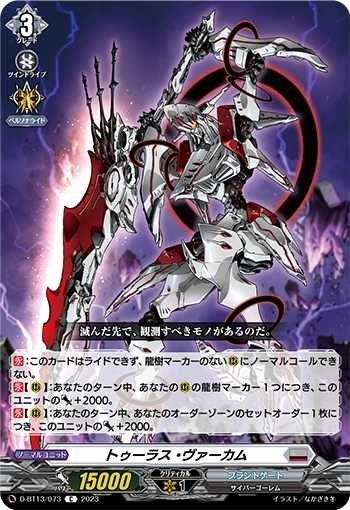 3
グレード
ツインドライブ
ペルソナライド
滅んだ先で、観測すべきモノがあるのだ。
永:このカードはライドできず、龍樹マーカーのないRにノーマルコールできない。
永【R】:あなたのターン中、あなたのRの龍樹マーカー1つにつき、このユニットの+2000。
永【R】:あなたのターン中、あなたのオーダーゾーンのセットオーダー1枚につき、このユニットの+2000。
ノーマルユニット
トゥーラス・ヴァーカム
パワー
15000
クリティカル
1
ブラントゲート
サイバーゴーレム
D-BT13/073 C 2023
イラスト/なかざき冬